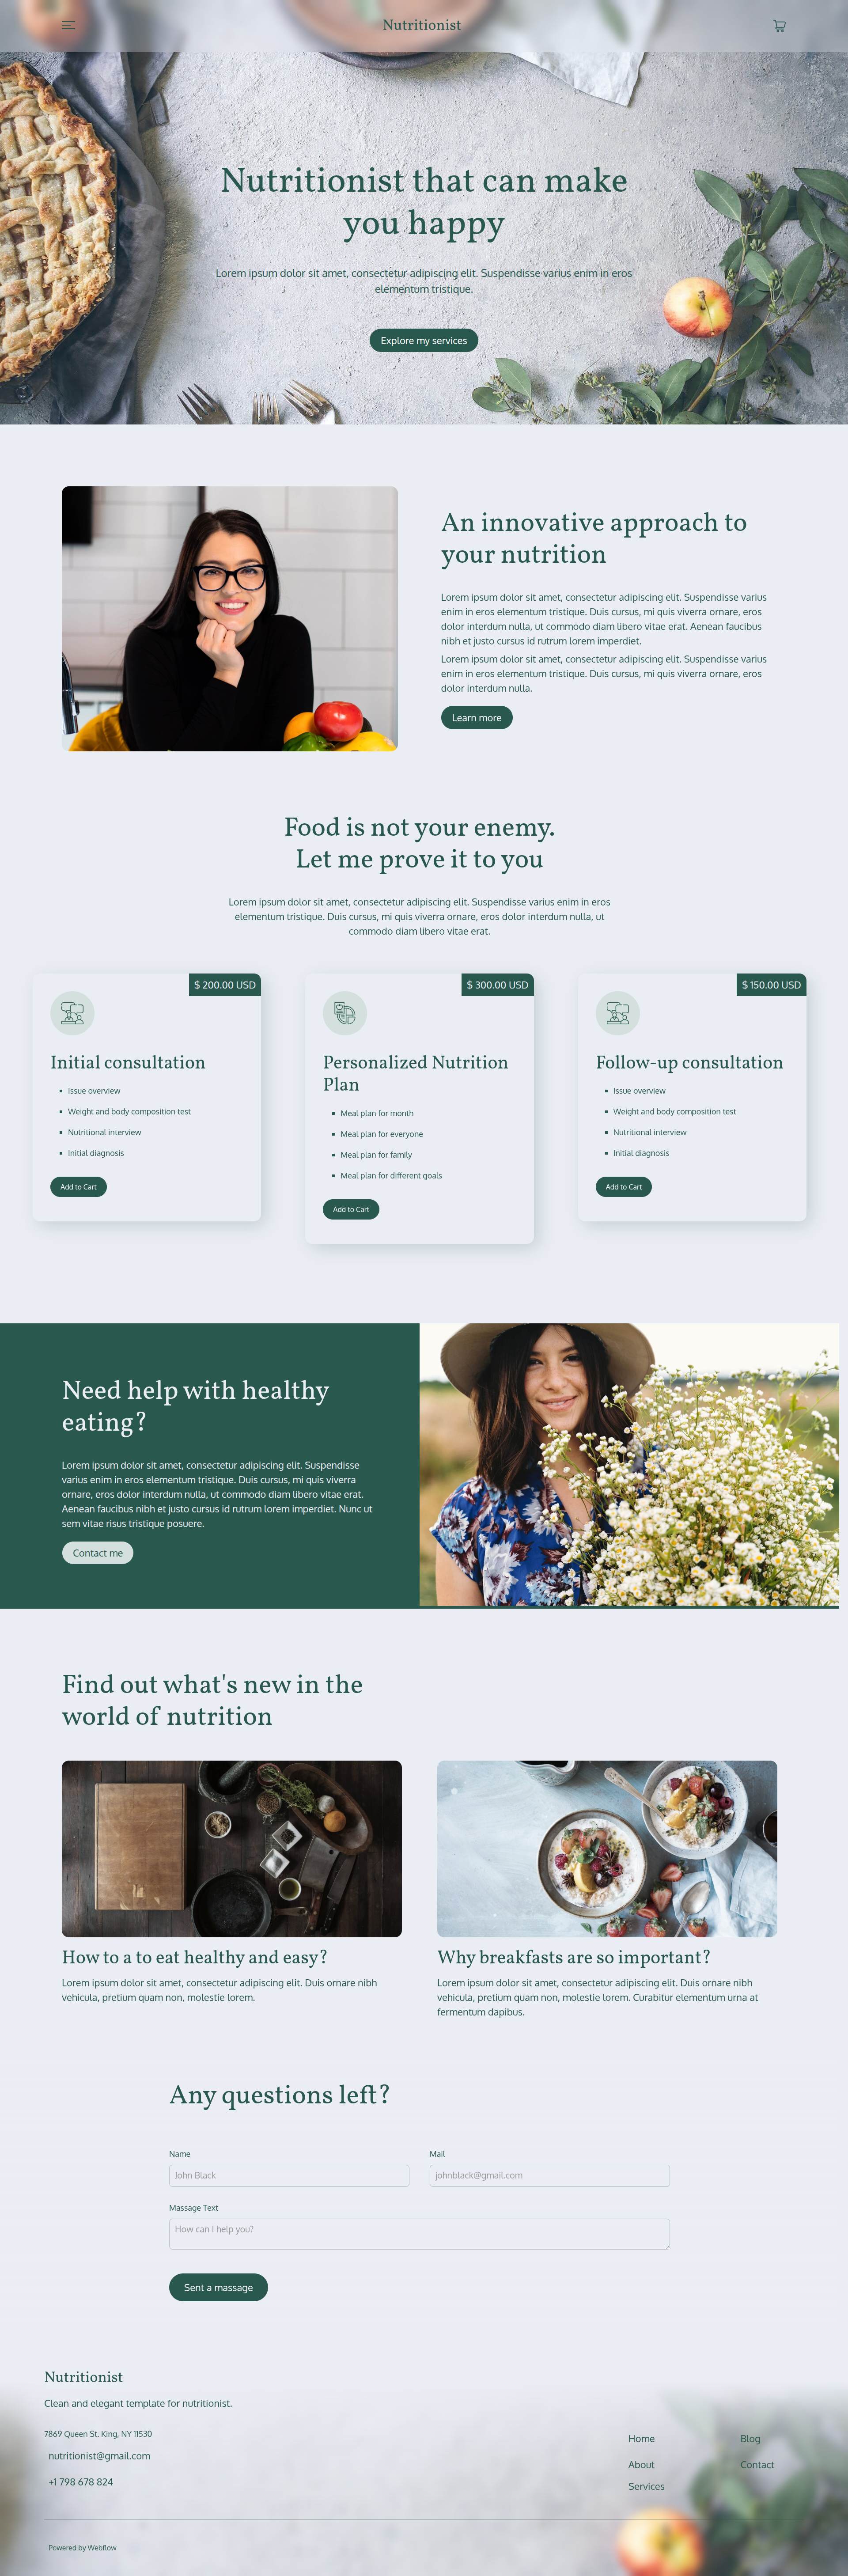 Nutritionist
Nutritionist that can make
you happy
Lorem ipsum dolor sit amet, consectetur adipiscing elit. Suspendisse varius enim in eros
elementum tristique.
Explore my services
An innovative approach to
your nutrition
Lorem ipsum dolor sit amet, consectetur adipiscing elit. Suspendisse varius
enim in eros elementum tristique. Duis cursus, mi quis viverra ornare, eros
dolor interdum nulla, ut commodo diam libero vitae erat. Aenean faucibus
nibh et justo cursus id rutrum lorem imperdiet.
Lorem ipsum dolor sit amet, consectetur adipiscing elit. Suspendisse varius
enim in eros elementum tristique. Duis cursus, mi quis viverra ornare, eros
dolor interdum nulla.
Learn more
Food is not your enemy.
Let me prove it to you
Lorem ipsum dolor sit amet, consectetur adipiscing elit. Suspendisse varius enim in eros
elementum tristique. Duis cursus, mi quis viverra ornare, eros dolor interdum nulla, ut
commodo diam libero vitae erat.
$ 200.00 USD
Initial consultation
Issue overview
Weight and body composition test
Nutritional interview
Initial diagnosis
Add to Cart
$ 300.00 USD
Personalized Nutrition
Plan
Meal plan for month
Meal plan for everyone
Meal plan for family
Meal plan for different goals
Add to Cart
$ 150.00 USD
Follow-up consultation
Issue overview
Weight and body composition test
Nutritional interview
Initial diagnosis
Add to Cart
Need help with healthy
eating?
Lorem ipsum dolor sit amet, consectetur adipiscing elit. Suspendisse
varius enim in eros elementum tristique. Duis cursus, mi quis viverra
ornare, eros dolor interdum nulla, ut commodo diam libero vitae erat.
Aenean faucibus nibh et justo cursus id rutrum lorem imperdiet. Nunc ut
sem vitae risus tristique posuere.
Contact me
Find out what's new in the
world of nutrition
How to a to eat healthy and easy?
Lorem ipsum dolor sit amet, consectetur adipiscing elit. Duis ornare nibh
vehicula, pretium quam non, molestie lorem.
Why breakfasts are so important?
Lorem ipsum dolor sit amet, consectetur adipiscing elit. Duis ornare nibh
vehicula, pretium quam non, molestie lorem. Curabitur elementum urna at
fermentum dapibus.
Any questions left?
Name
John Black
Mail
johnblack@gmail.com
Massage Text
How can I help you?
Sent a massage
Nutritionist
Clean and elegant template for nutritionist.
7869 Queen St. King, NY 11530
nutritionist@gmail.com
+1 798 678 824
Home
About
Services
Blog
Contact
Powered by Webflow